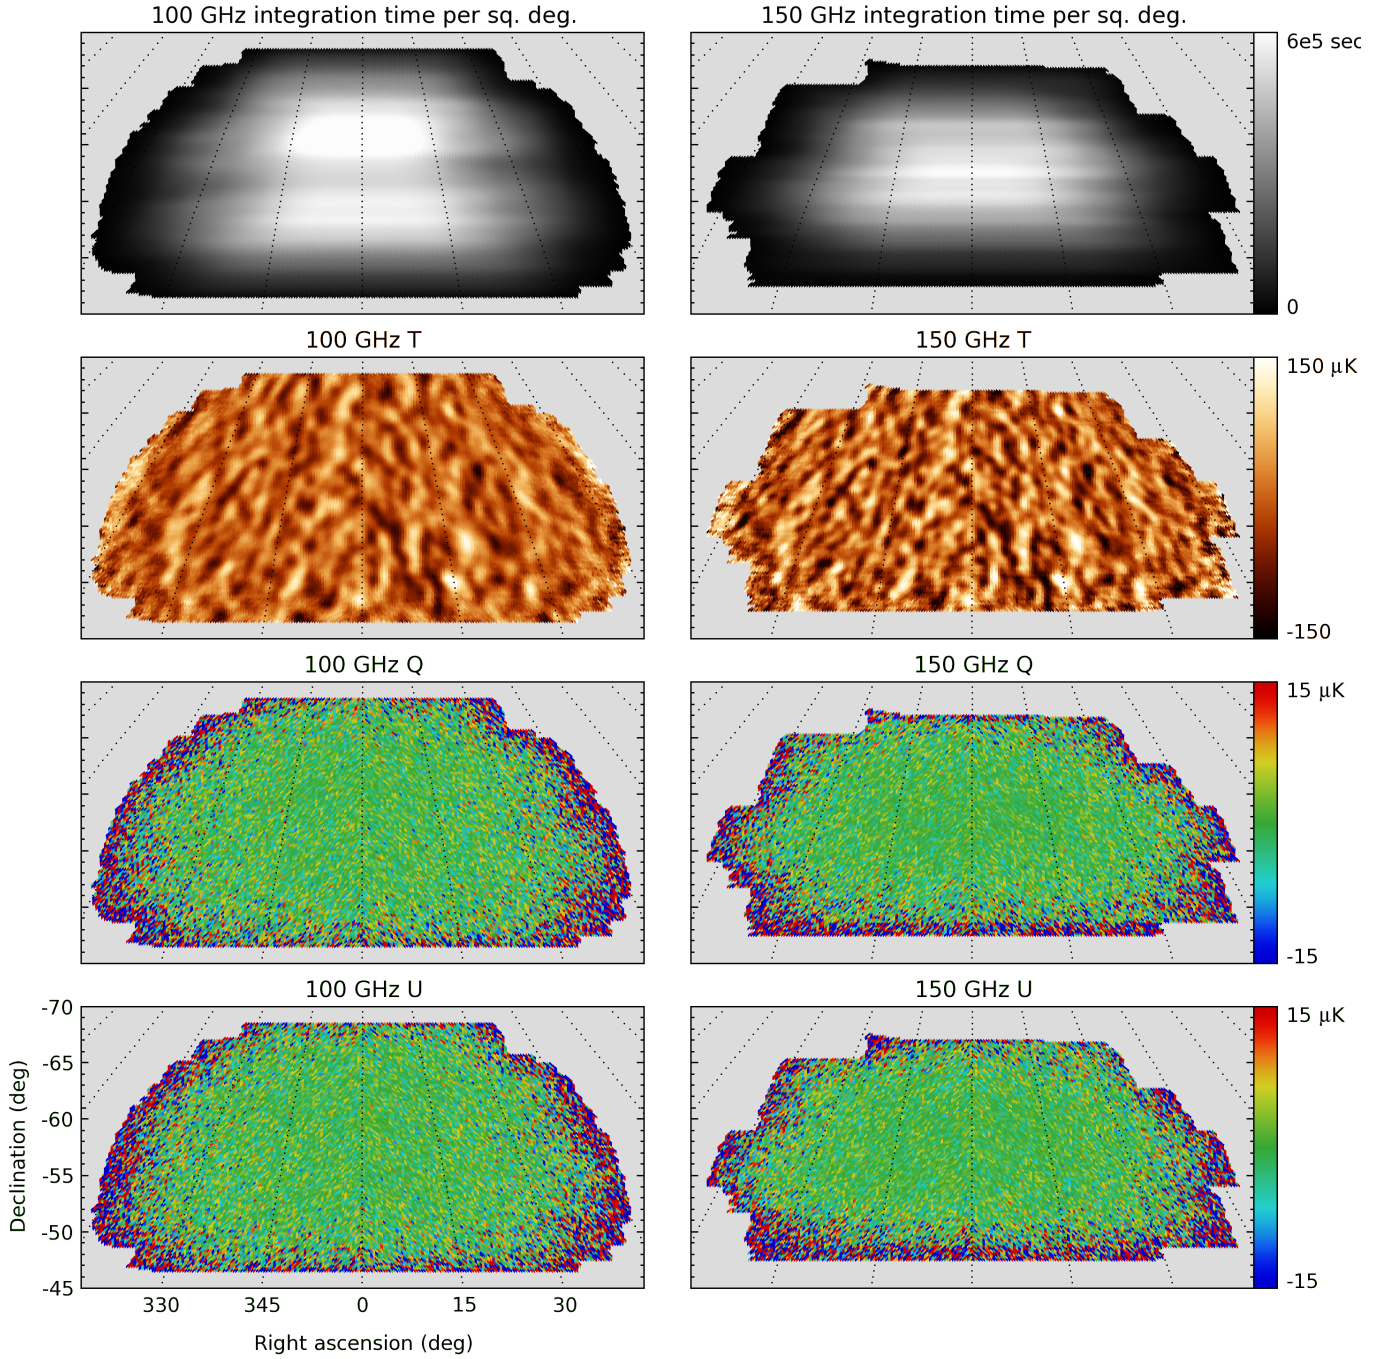 100 GHz integration time per sq. deg.
150 GHz integration time per sq. deg.
6e5 sec
0
100 GHz T
150 GHz T
150 μK
-150
100 GHz Q
150 GHz Q
15 μK
-15
100 GHz U
150 GHz U
15 μK
-15
-70
-65
-60
-55
-50
-45
Declination (deg)
330 345 0 15 30
Right ascension (deg)